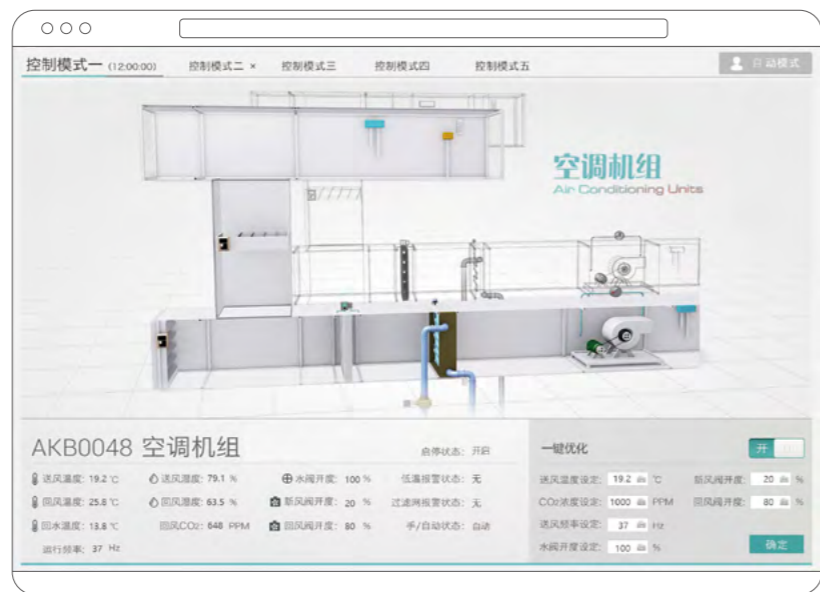 控制模式一 (12:00:00) 控制模式二 × 控制模式三 控制模式四 控制模式五 自动模式
空调机组
Air Conditioning Units
AKB0048 空调机组 启停状态: 开启
送风温度: 19.2 ℃ 送风湿度: 79.1 % 水阀开度: 100 % 低温报警状态: 无
回风温度: 25.8 ℃ 回风湿度: 63.5 % 新风阀开度: 20 % 过滤网报警状态: 无
回水温度: 13.8 ℃ 回风CO2: 648 PPM 回风阀开度: 80 % 手/自动状态: 自动
运行频率: 37 Hz
一键优化 开
送风温度设定: 19.2 ℃ 新风阀开度: 20 %
CO2浓度设定: 1000 PPM 回风阀开度: 80 %
送风频率设定: 37 Hz
水阀开度设定: 100 % 确定